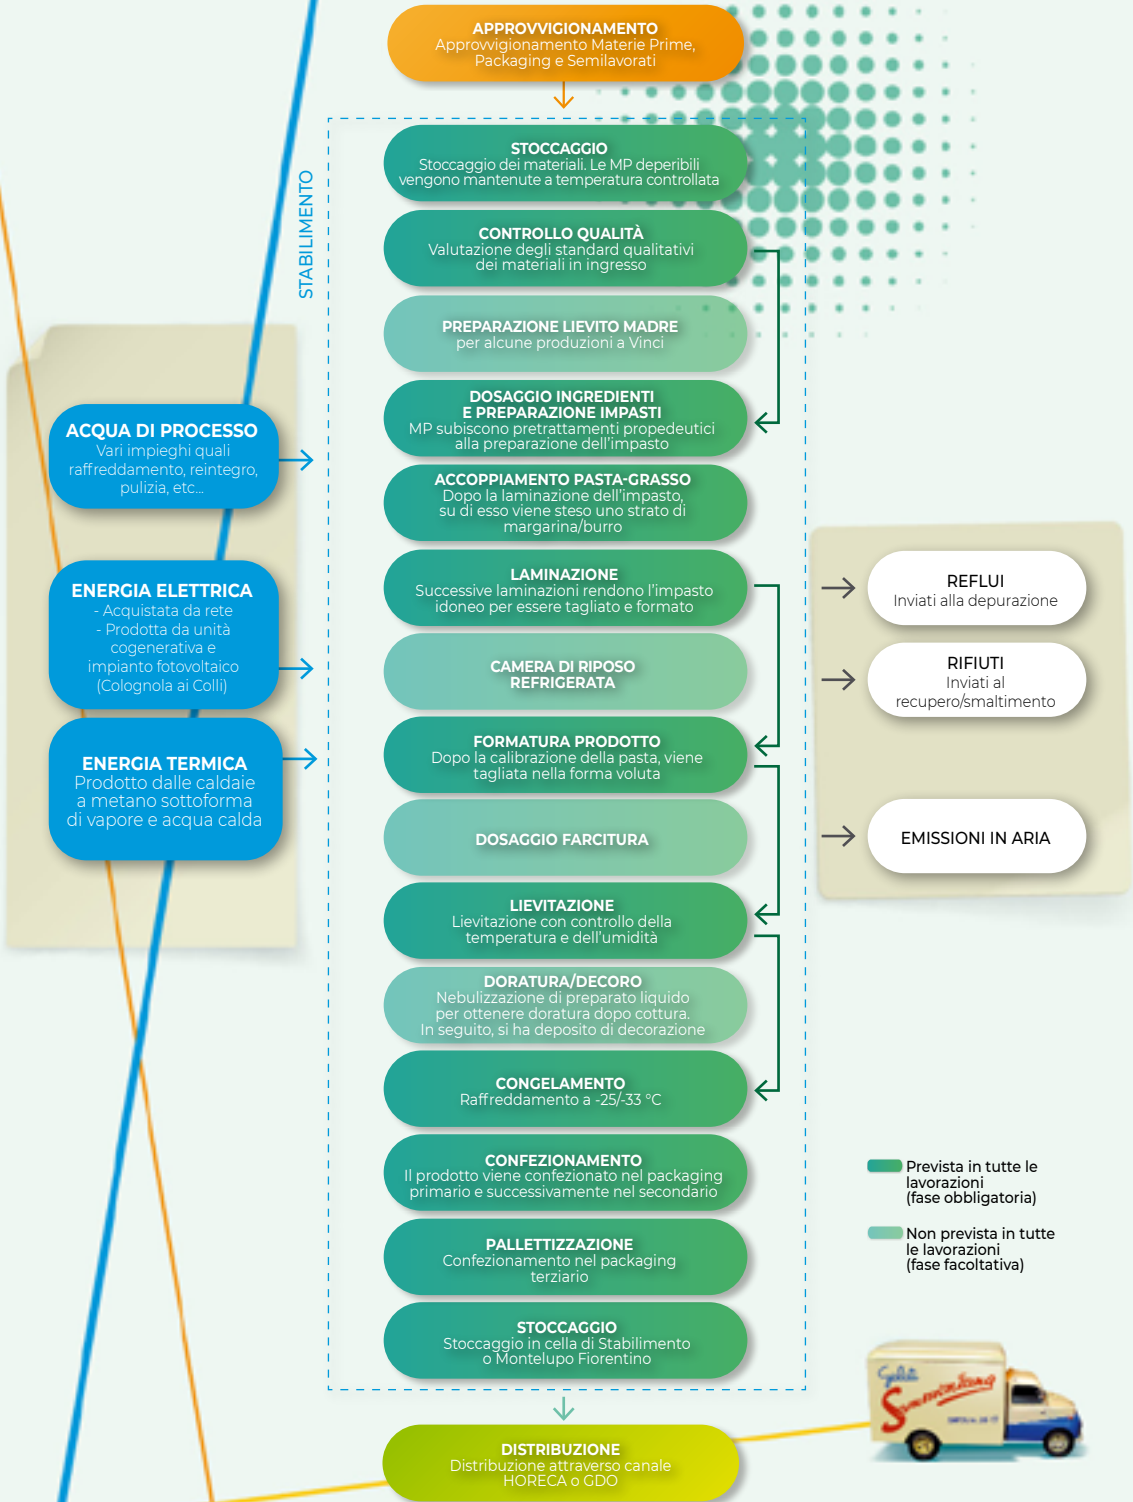 APPROVVIGIONAMENTO
Approvvigionamento Materie Prime,
Packaging e Semilavorati
STABILIMENTO
STOCCAGGIO
Stoccaggio dei materiali. Le MP deperibili
vengono mantenute a temperatura controllata
CONTROLLO QUALITÀ
Valutazione degli standard qualitativi
dei materiali in ingresso
PREPARAZIONE LIEVITO MADRE
per alcune produzioni a Vinci
DOSAGGIO INGREDIENTI
E PREPARAZIONE IMPASTI
MP subiscono pretrattamenti propedeutici
alla preparazione dell'impasto
ACCOPPIAMENTO PASTA-GRASSO
Dopo la laminazione dell'impasto,
su di esso viene steso uno strato di
margarina/burro
LAMINAZIONE
Successive laminazioni rendono l'impasto
idoneo per essere tagliato e formato
CAMERA DI RIPOSO
REFRIGERATA
FORMATURA PRODOTTO
Dopo la calibrazione della pasta, viene
tagliata nella forma voluta
DOSAGGIO FARCITURA
LIEVITAZIONE
Lievitazione con controllo della
temperatura e dell'umidità
DORATURA/DECORO
Nebulizzazione di preparato liquido
per ottenere doratura dopo cottura.
In seguito, si ha deposito di decorazione
CONGELAMENTO
Raffreddamento a -25/-33 °C
CONFEZIONAMENTO
Il prodotto viene confezionato nel packaging
primario e successivamente nel secondario
PALLETTIZZAZIONE
Confezionamento nel packaging
terziario
STOCCAGGIO
Stoccaggio in cella di Stabilimento
o Montelupo Fiorentino
DISTRIBUZIONE
Distribuzione attraverso canale
HORECA o GDO
ACQUA DI PROCESSO
Vari impieghi quali
raffreddamento, reintegro,
pulizia, etc...
ENERGIA ELETTRICA
- Acquistata da rete
- Prodotta da unità
cogenerativa e
impianto fotovoltaico
(Colognola ai Colli)
ENERGIA TERMICA
Prodotto dalle caldaie
a metano sottoforma
di vapore e acqua calda
REFLUI
Inviati alla depurazione
RIFIUTI
Inviati al
recupero/smaltimento
EMISSIONI IN ARIA
Prevista in tutte le
lavorazioni
(fase obbligatoria)
Non prevista in tutte
le lavorazioni
(fase facoltativa)
Gelati
Sammontana